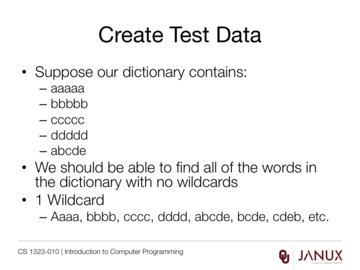 Create Test Data
• Suppose our dictionary contains:
– aaaaa
– bbbbb
– ccccc
– ddddd
– abcde
• We should be able to find all of the words in
the dictionary with no wildcards
• 1 Wildcard
– Aaaa, bbbb, cccc, dddd, abcde, bcde, cdeb, etc.
CS 1323-010 | Introduction to Computer Programming
JANUX